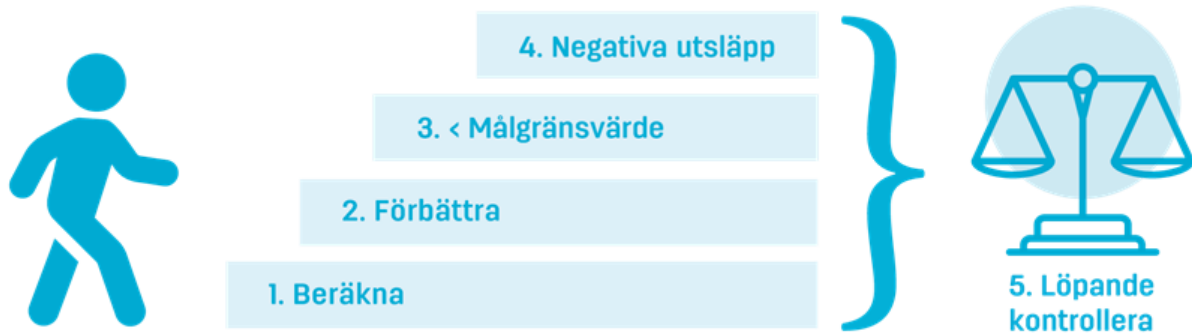 4. Negativa utsläpp
3. < Målgränsvärde
2. Förbättra
1. Beräkna
5. Löpande
kontrollera